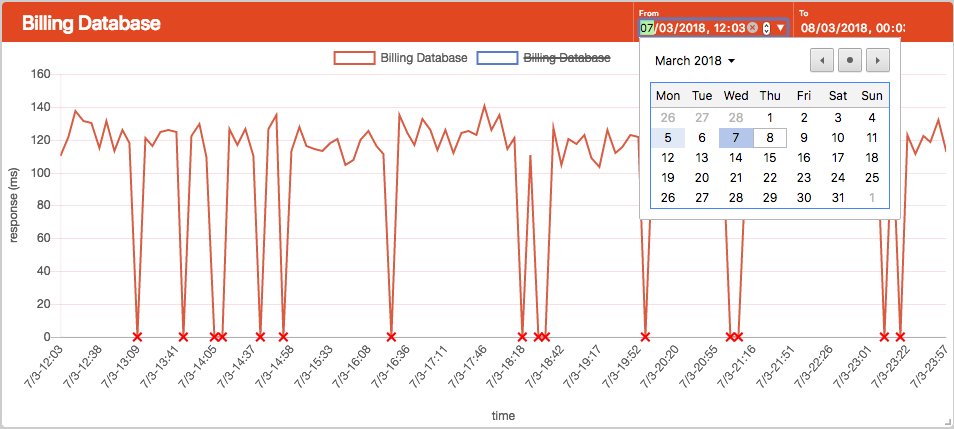 Billing Database
From
07/03/2018, 12:03
To
08/03/2018, 00:03
Billing Database
Billing Database
March 2018
Mon Tue Wed Thu Fri Sat Sun
26 27 28 1 2 3 4
5 6 7 8 9 10 11
12 13 14 15 16 17 18
19 20 21 22 23 24 25
26 27 28 29 30 31 1
response (ms)
160
140
120
100
80
60
40
20
0
7/3-12:03 7/3-12:38 7/3-13:09 7/3-13:41 7/3-14:05 7/3-14:37 7/3-14:58 7/3-15:33 7/3-16:08 7/3-16:36 7/3-17:11 7/3-17:46 7/3-18:18 7/3-18:42 7/3-19:17 7/3-19:52 7/3-20:20 7/3-20:55 7/3-21:16 7/3-21:51 7/3-22:26 7/3-23:01 7/3-23:22 7/3-23:57
time